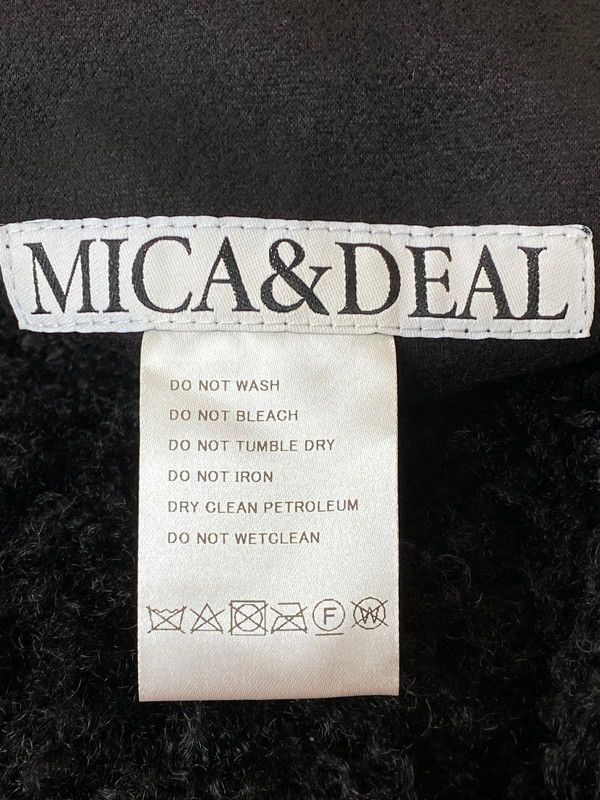 MICA&DEAL
DO NOT WASH
DO NOT BLEACH
DO NOT TUMBLE DRY
DO NOT IRON
DRY CLEAN PETROLEUM
DO NOT WETCLEAN
F W